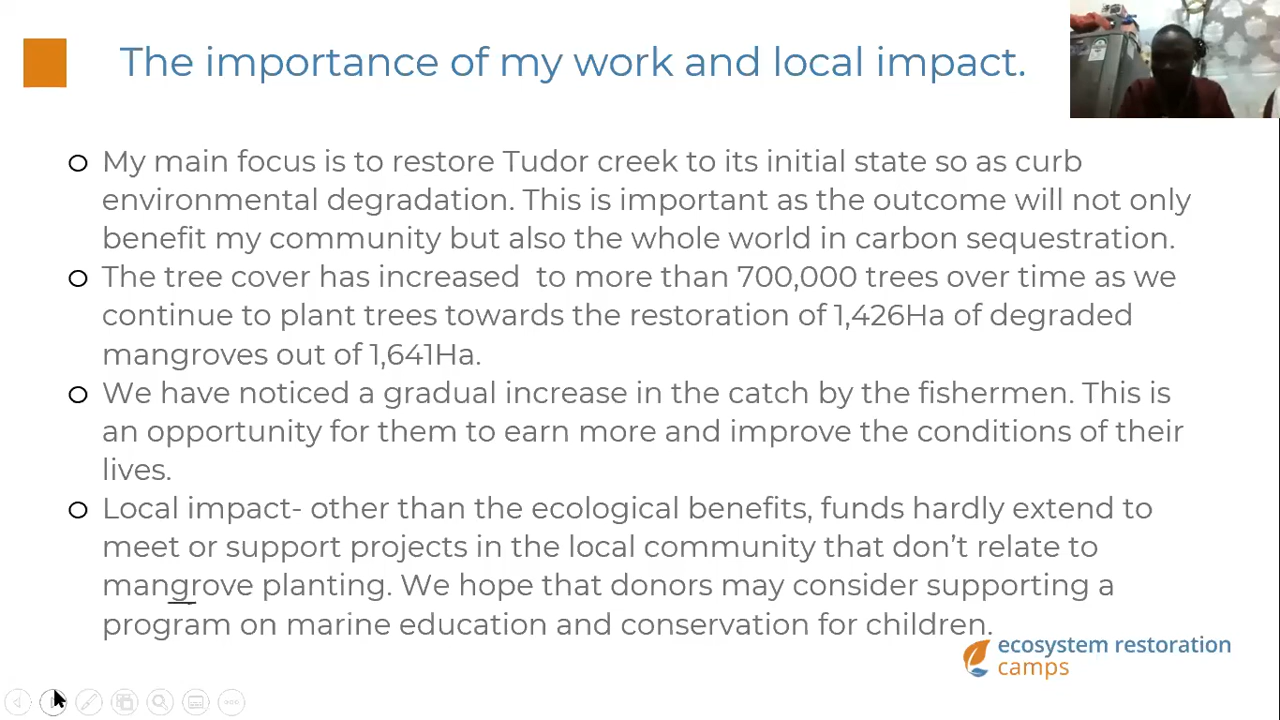 The importance of my work and local impact.
My main focus is to restore Tudor creek to its initial state so as curb
environmental degradation. This is important as the outcome will not only
benefit my community but also the whole world in carbon sequestration.
The tree cover has increased  to more than 700,000 trees over time as we
continue to plant trees towards the restoration of 1,426Ha of degraded
mangroves out of 1,641Ha.
We have noticed a gradual increase in the catch by the fishermen. This is
an opportunity for them to earn more and improve the conditions of their
lives.
Local impact- other than the ecological benefits, funds hardly extend to
meet or support projects in the local community that don’t relate to
mangrove planting. We hope that donors may consider supporting a
program on marine education and conservation for children.
ecosystem restoration
camps